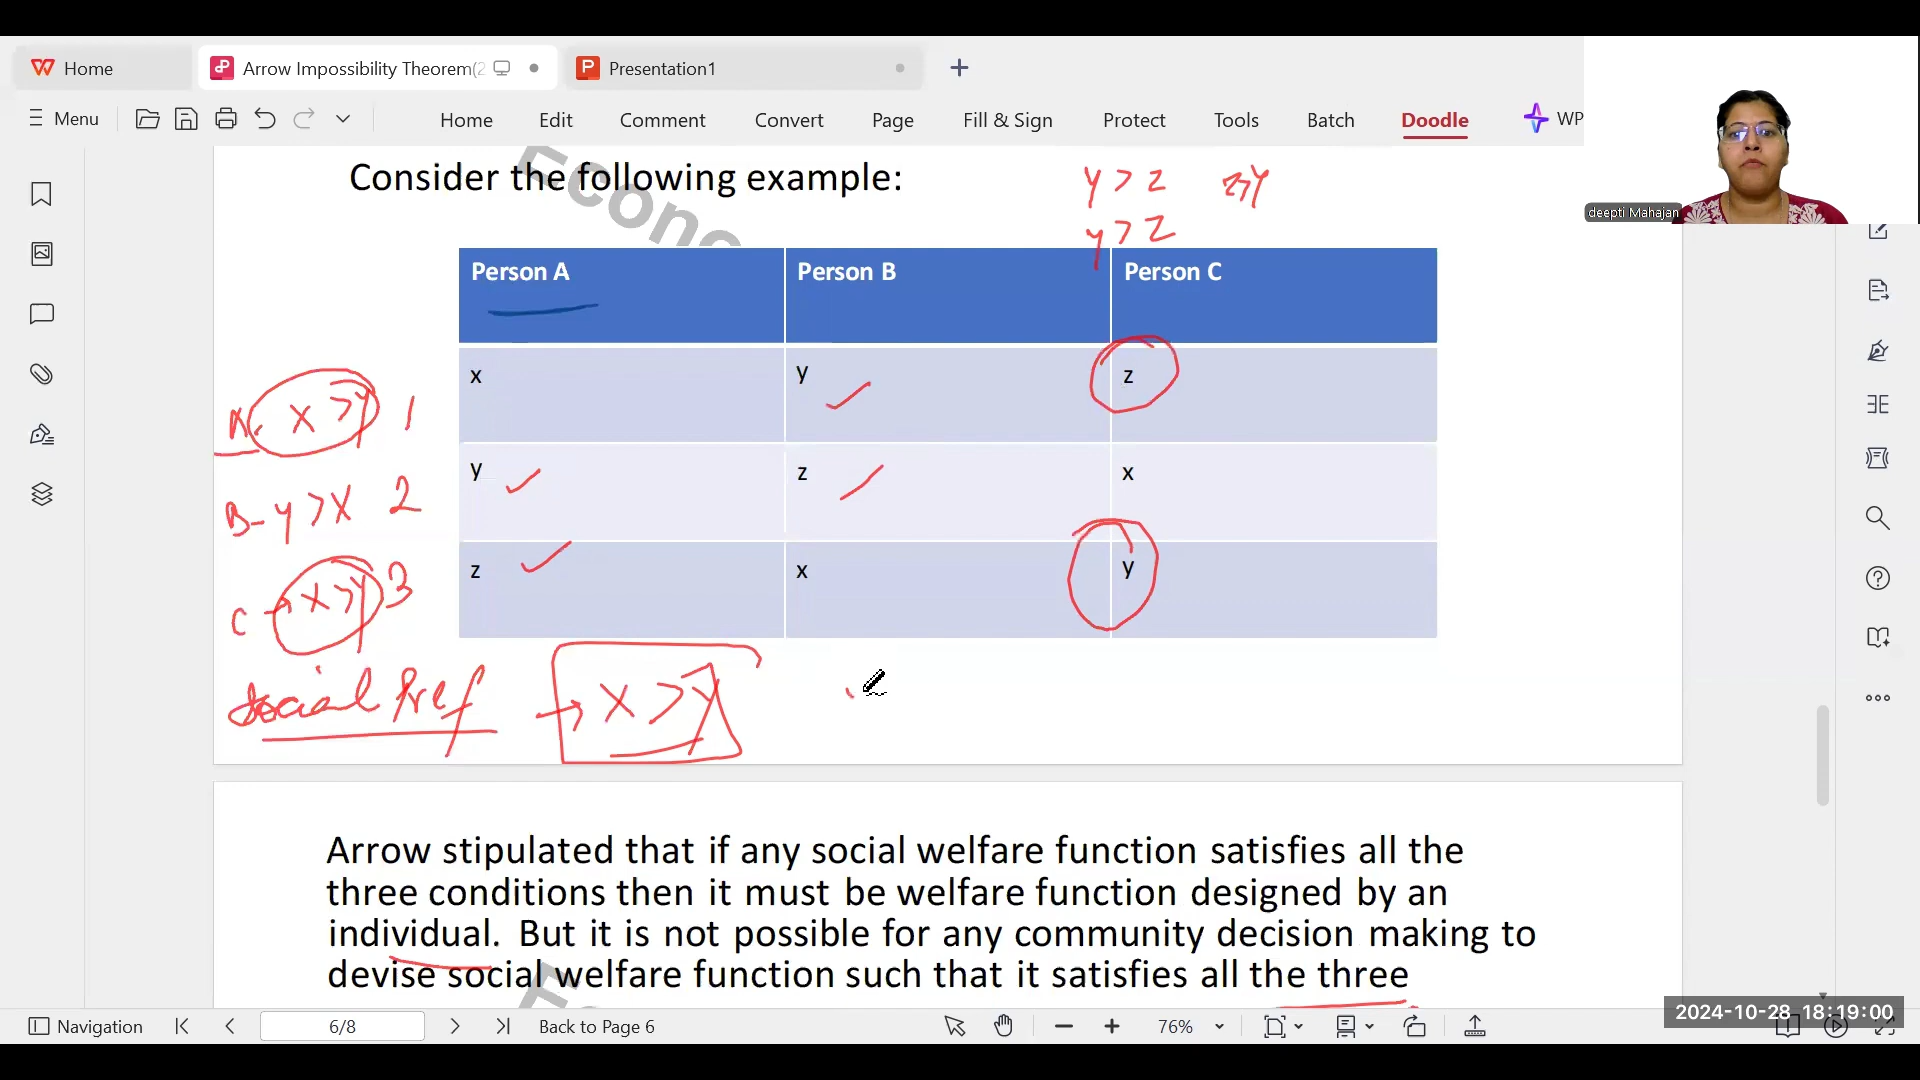 Home
Arrow Impossibility Theorem(2
Presentation1
Menu
Home Edit Comment Convert Page Fill & Sign Protect Tools Batch Doodle WP
deepti Mahajan
Consider the following example:
y > z z>y
y > z
Econo
Person A Person B Person C
x y z
y z x
z x y
A. x > y 1
B- y > x 2
C → x > y 3
Social Pref → x > y
Arrow stipulated that if any social welfare function satisfies all the
three conditions then it must be welfare function designed by an
individual. But it is not possible for any community decision making to
devise social welfare function such that it satisfies all the three
E
Navigation 6/8 Back to Page 6 76%
2024-10-28 18:19:00